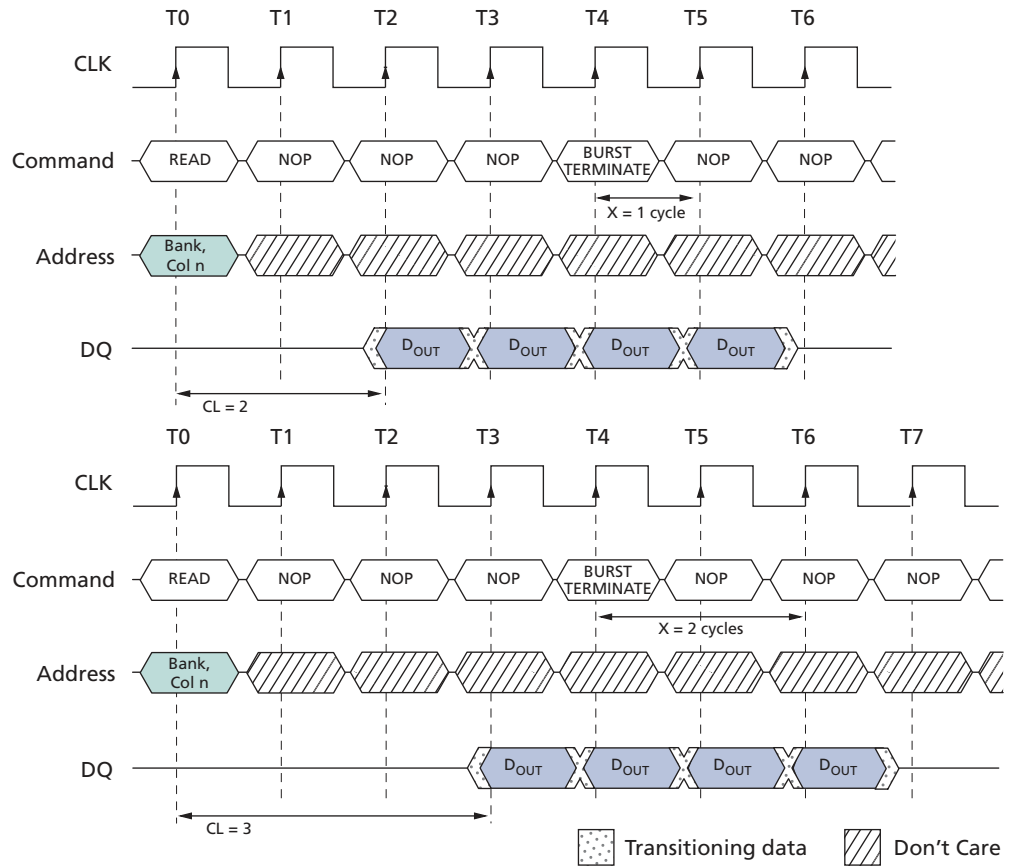 T0 T1 T2 T3 T4 T5 T6
CLK
Command READ NOP NOP NOP BURST TERMINATE NOP NOP
X = 1 cycle
Address Bank, Col n
DQ DOUT DOUT DOUT DOUT
CL = 2
T0 T1 T2 T3 T4 T5 T6 T7
CLK
Command READ NOP NOP NOP BURST TERMINATE NOP NOP NOP
X = 2 cycles
Address Bank, Col n
DQ DOUT DOUT DOUT DOUT
CL = 3
Transitioning data Don't Care